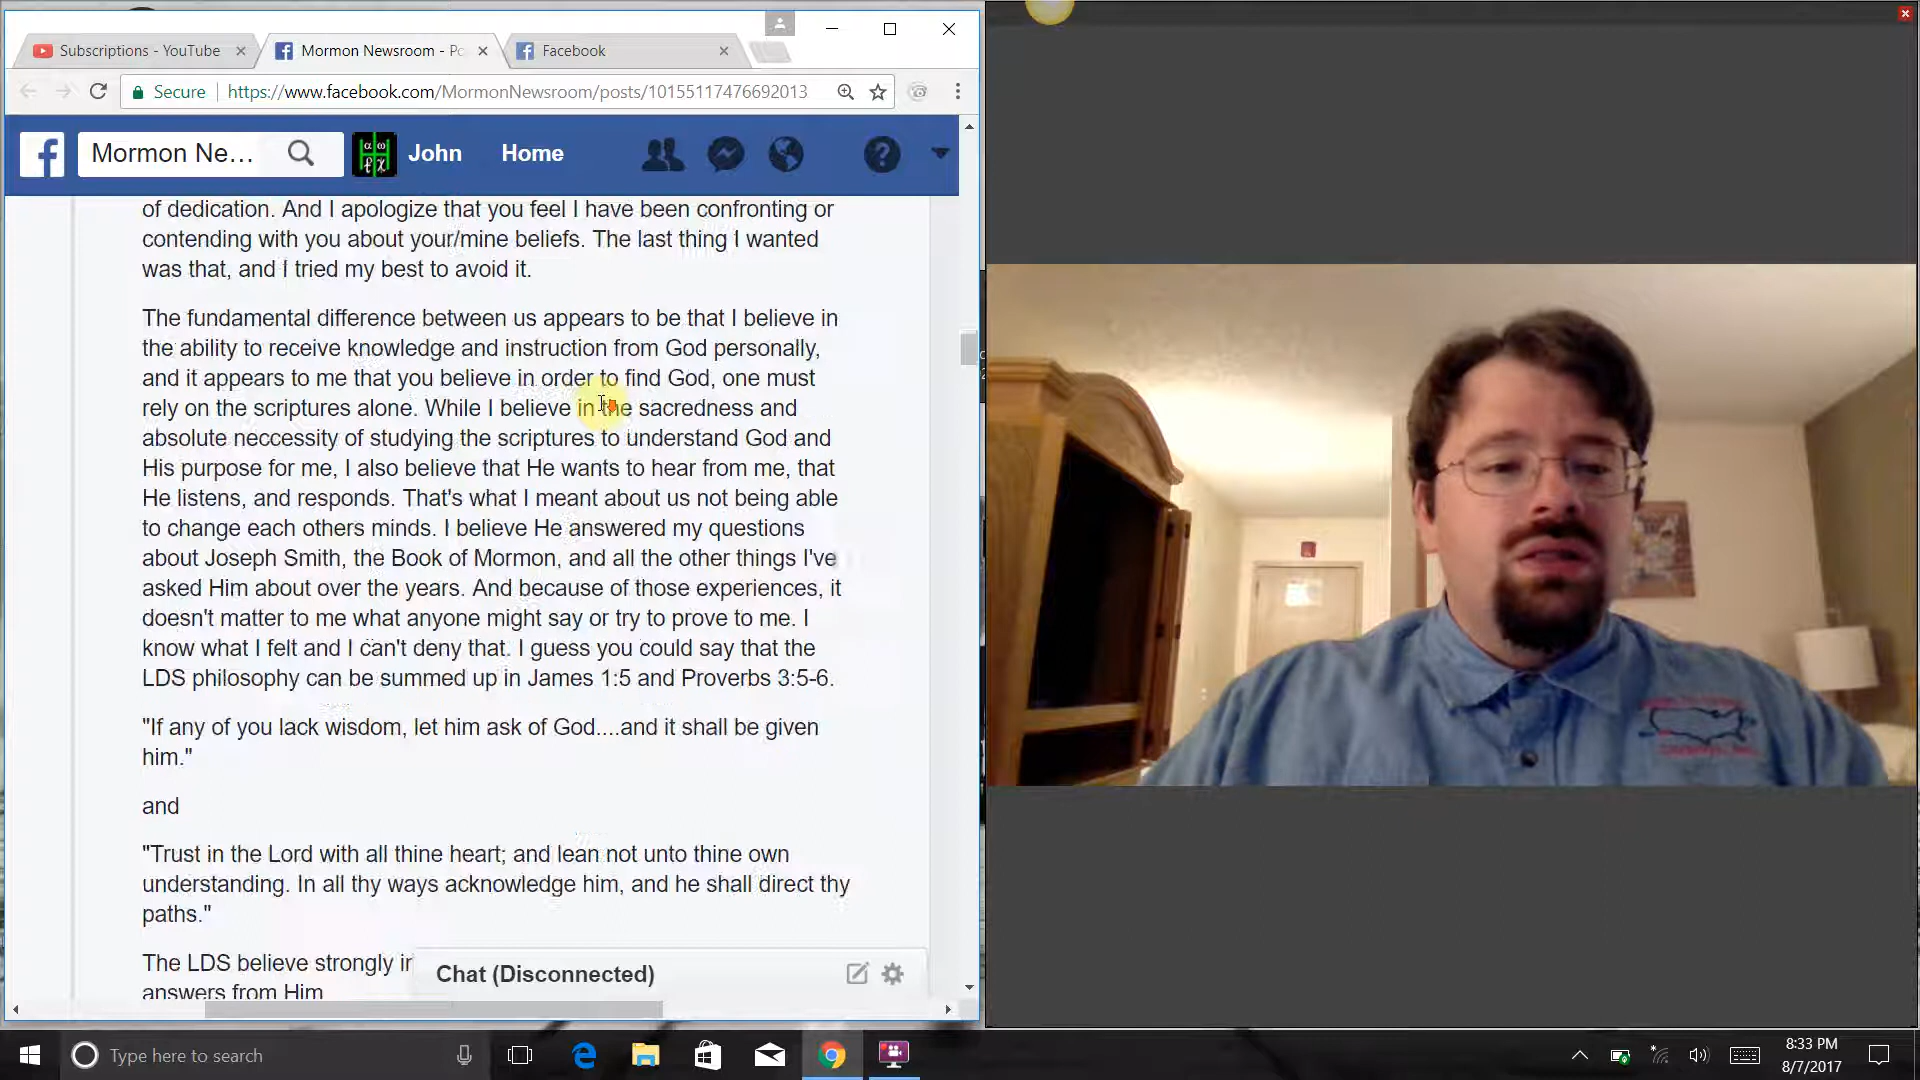 Subscriptions - YouTube
Mormon Newsroom - Po
Facebook
Secure
https://www.facebook.com/MormonNewsroom/posts/10155117476692013
Mormon Ne...
John
Home
of dedication. And I apologize that you feel I have been confronting or
contending with you about your/mine beliefs. The last thing I wanted
was that, and I tried my best to avoid it.
The fundamental difference between us appears to be that I believe in
the ability to receive knowledge and instruction from God personally,
and it appears to me that you believe in order to find God, one must
rely on the scriptures alone. While I believe in the sacredness and
absolute neccessity of studying the scriptures to understand God and
His purpose for me, I also believe that He wants to hear from me, that
He listens, and responds. That's what I meant about us not being able
to change each others minds. I believe He answered my questions
about Joseph Smith, the Book of Mormon, and all the other things I've
asked Him about over the years. And because of those experiences, it
doesn't matter to me what anyone might say or try to prove to me. I
know what I felt and I can't deny that. I guess you could say that the
LDS philosophy can be summed up in James 1:5 and Proverbs 3:5-6.
"If any of you lack wisdom, let him ask of God....and it shall be given
him."
and
"Trust in the Lord with all thine heart; and lean not unto thine own
understanding. In all thy ways acknowledge him, and he shall direct thy
paths."
The LDS believe strongly in
answers from Him
Chat (Disconnected)
Type here to search
8:33 PM
8/7/2017